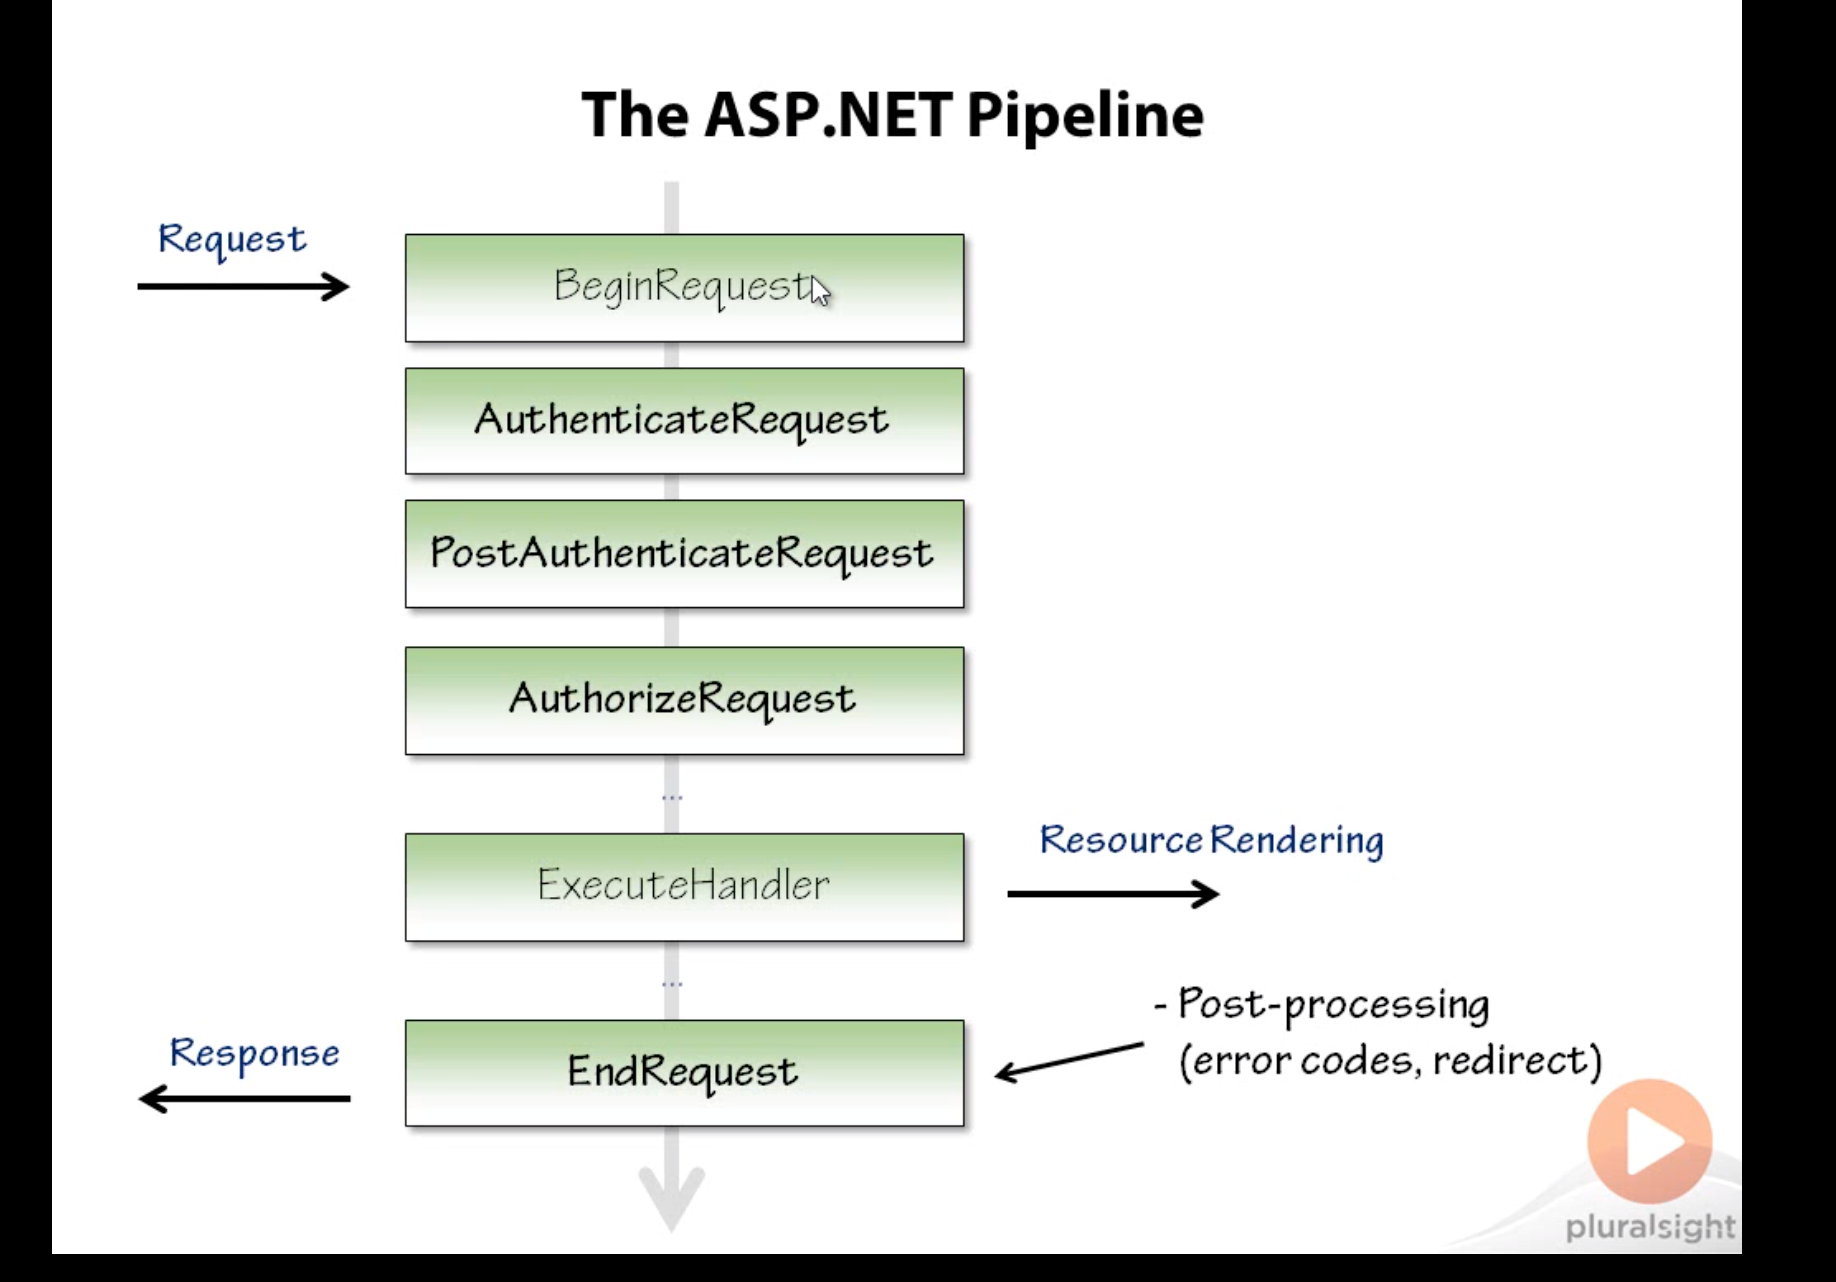 The ASP.NET Pipeline
Request
BeginRequest
AuthenticateRequest
PostAuthenticateRequest
AuthorizeRequest
...
ExecuteHandler
Resource Rendering
...
- Post-processing
(error codes, redirect)
Response
EndRequest
pluralsight